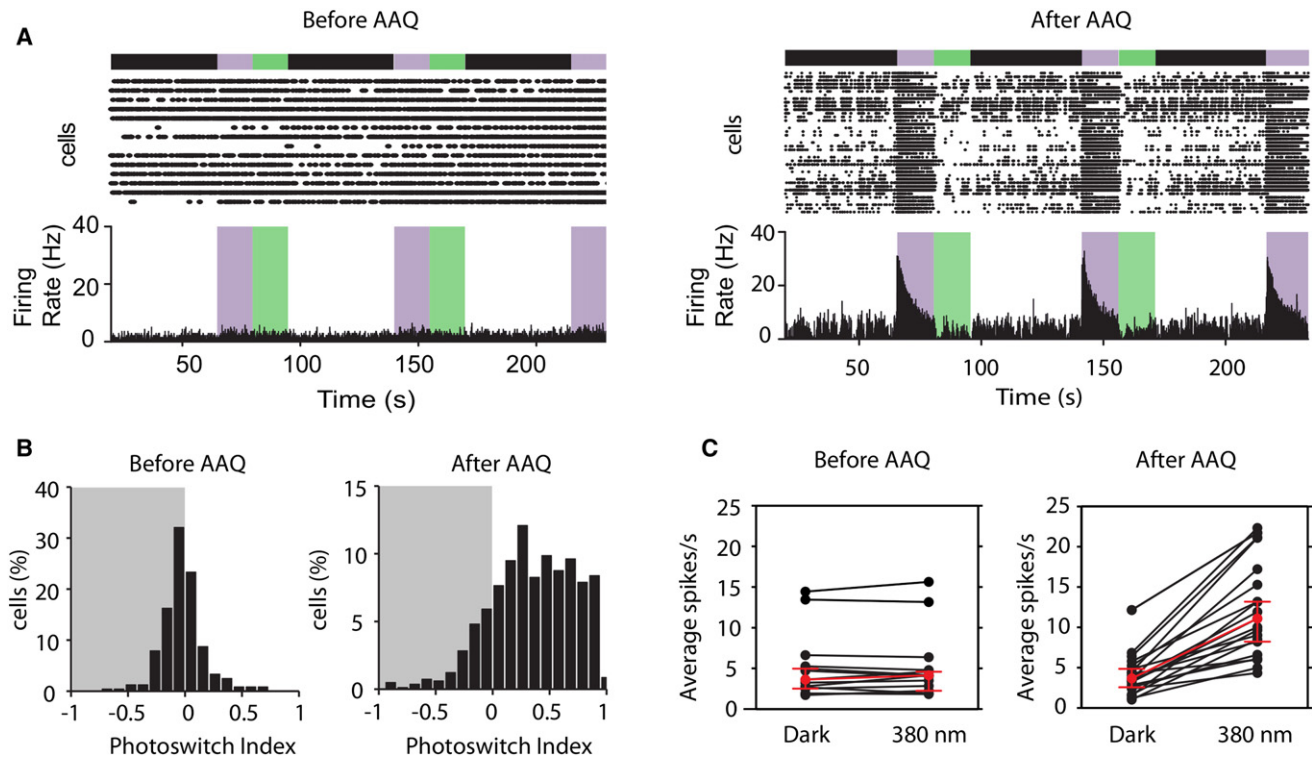 A
Before AAQ
cells
Firing
Rate (Hz)
40
20
0
50
100
150
200
Time (s)
After AAQ
cells
Firing
Rate (Hz)
40
20
0
50
100
150
200
Time (s)
B
Before AAQ
cells (%)
40
30
20
10
0
-1
-0.5
0
0.5
1
Photoswitch Index
After AAQ
cells (%)
15
10
5
0
-1
-0.5
0
0.5
1
Photoswitch Index
C
Before AAQ
Average spikes/s
25
20
15
10
5
0
Dark
380 nm
After AAQ
Average spikes/s
25
20
15
10
5
0
Dark
380 nm